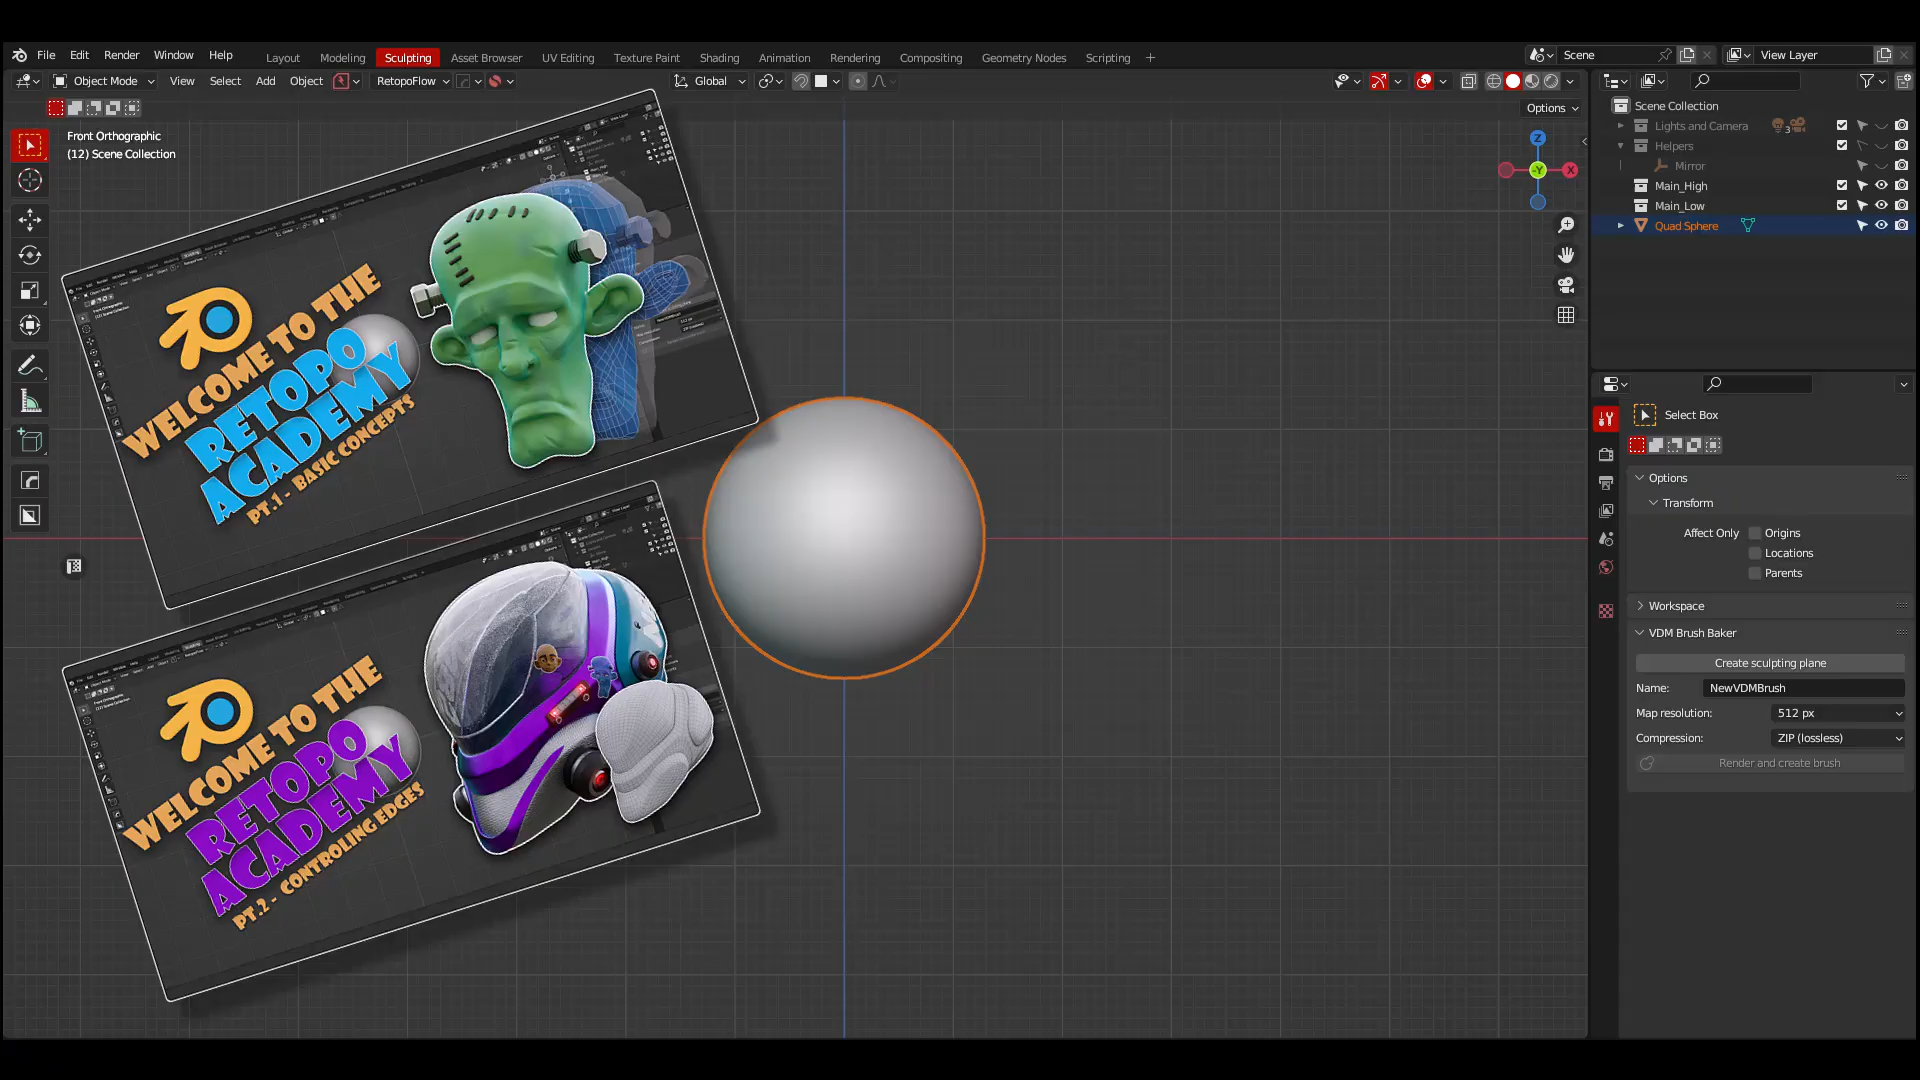 File Edit Render Window Help
Layout Modeling Sculpting Asset Browser UV Editing Texture Paint Shading Animation Rendering Compositing Geometry Nodes Scripting +
Scene
View Layer
Object Mode View Select Add Object RetopoFlow Global
Options
Front Orthographic
(12) Scene Collection
Z
-Y
X
WELCOME TO THE
RETOPO
ACADEMY
PT.1 - BASIC CONCEPTS
WELCOME TO THE
RETOPO
ACADEMY
PT.2 - CONTROLING EDGES
Scene Collection
Lights and Camera 3
Helpers
Mirror
Main_High
Main_Low
Quad Sphere
Select Box
Options
Transform
Affect Only Origins
Locations
Parents
Workspace
VDM Brush Baker
Create sculpting plane
Name: NewVDMBrush
Map resolution: 512 px
Compression: ZIP (lossless)
Render and create brush